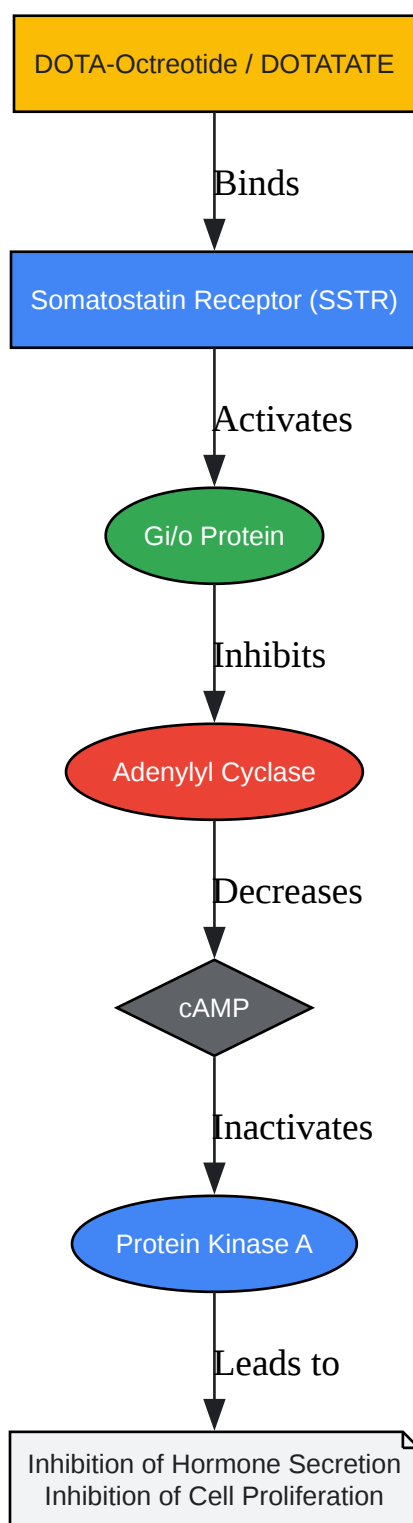 DOTA-Octreotide / DOTATATE
Binds
Somatostatin Receptor (SSTR)
Activates
Gi/o Protein
Inhibits
Adenylyl Cyclase
Decreases
cAMP
Inactivates
Protein Kinase A
Leads to
Inhibition of Hormone Secretion
Inhibition of Cell Proliferation